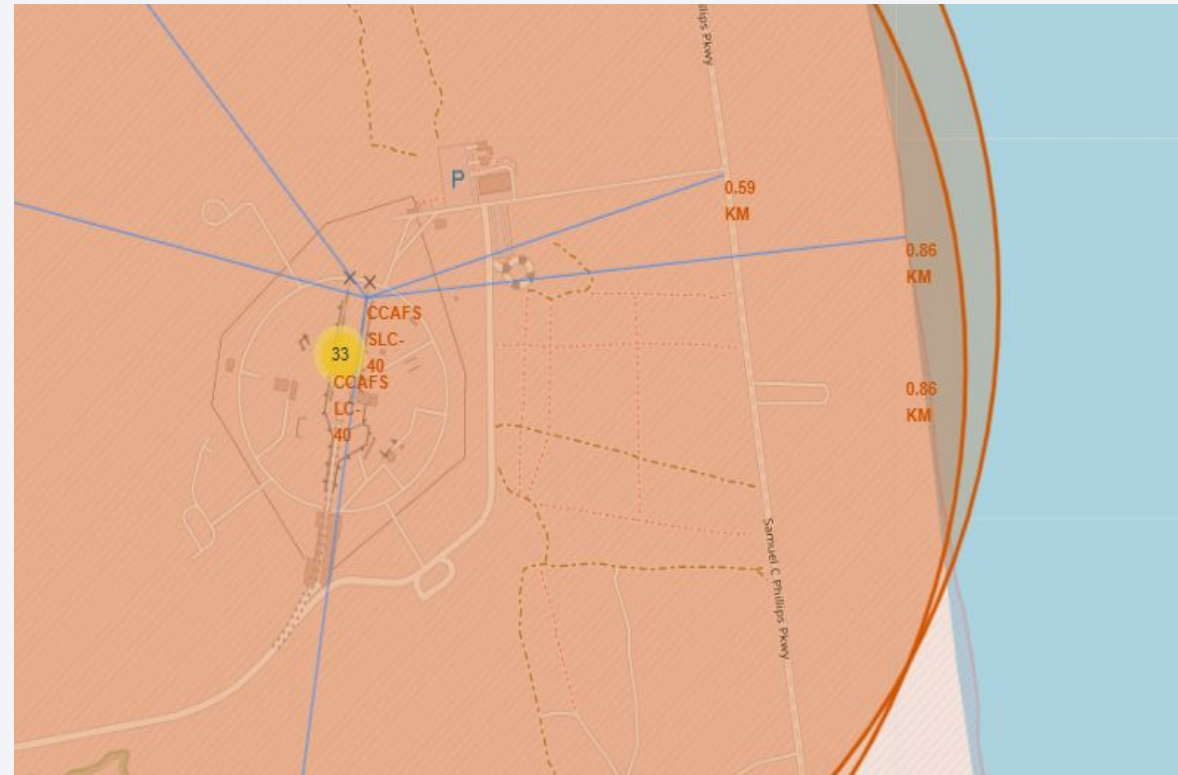 llips Pkwy
P
0.59
KM
0.86
KM
CCAFS
SLC-
40
33
CCAFS
LC-
40
0.86
KM
Samuel C Phillips Pkwy